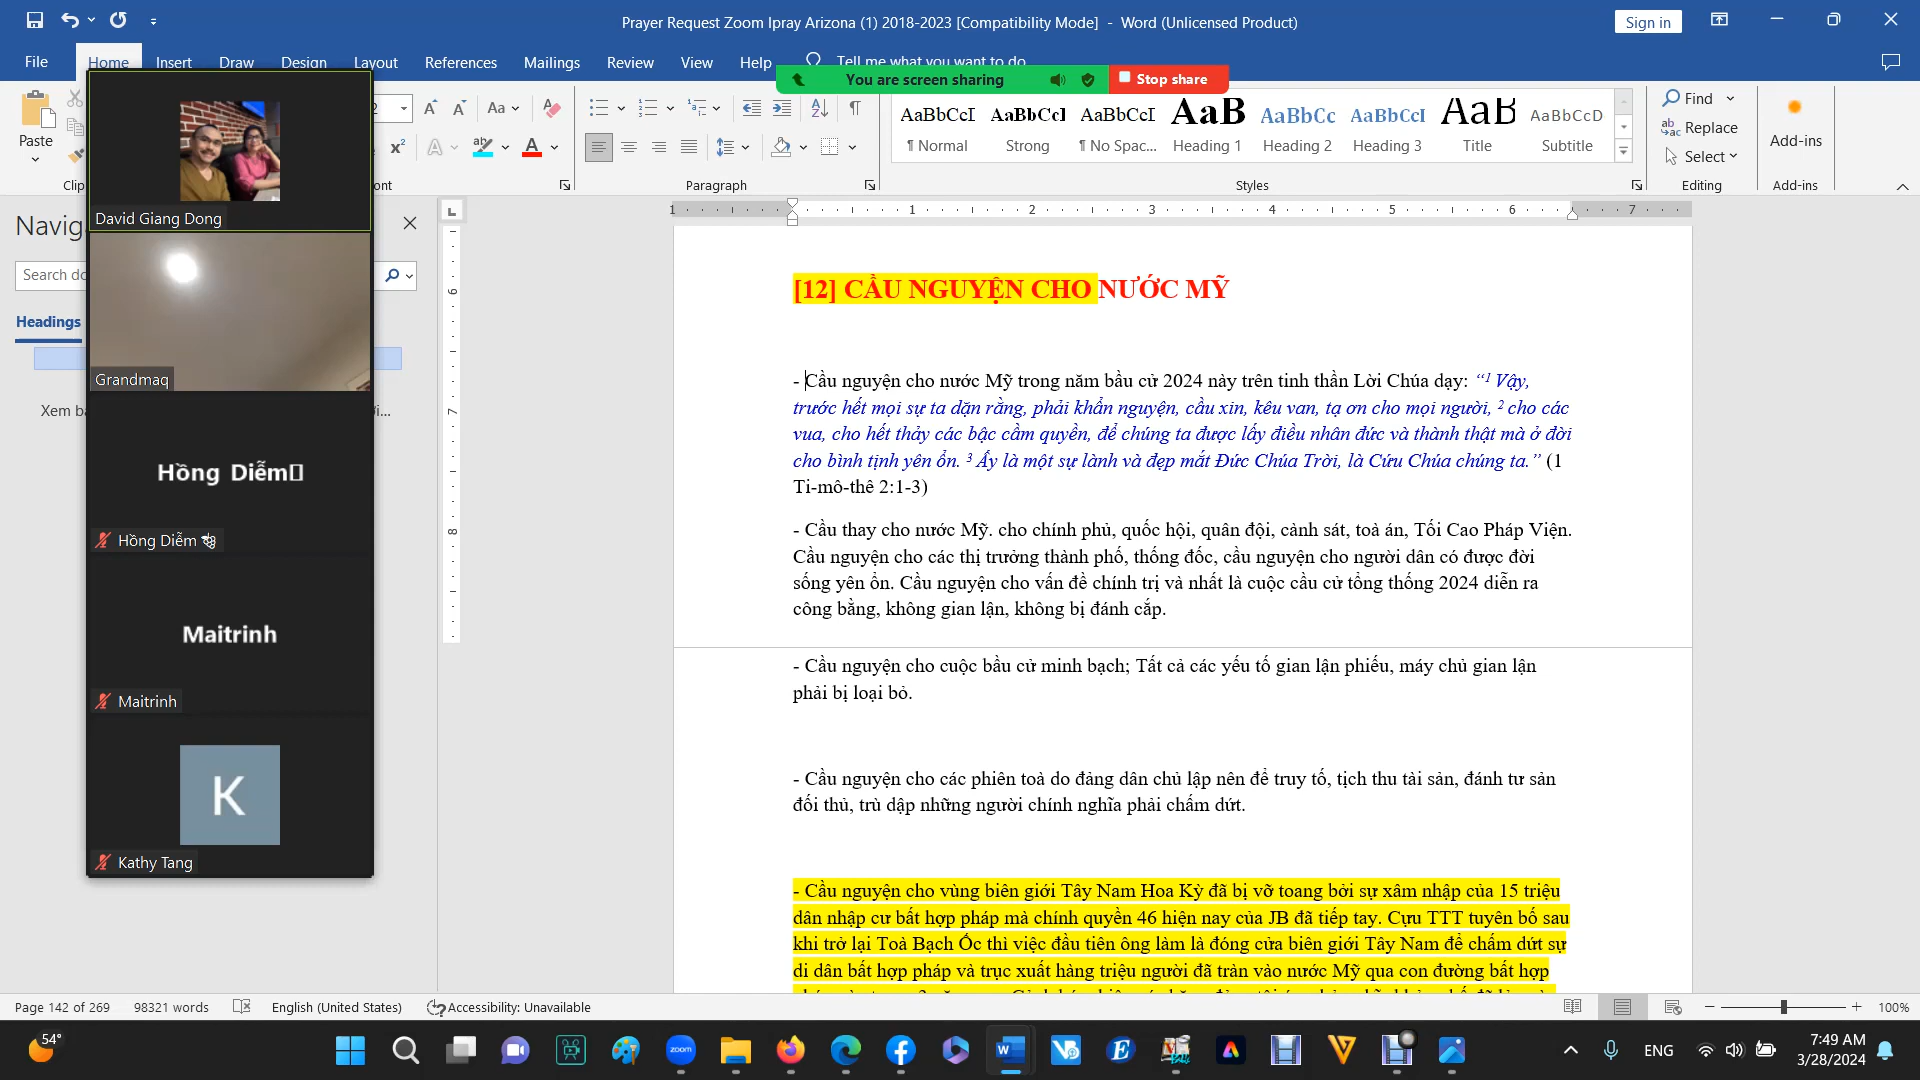 Prayer Request Zoom Ipray Arizona (1) 2018-2023 [Compatibility Mode] - Word (Unlicensed Product)
Sign in
File Home Insert Draw Design Layout References Mailings Review View Help Tell me what you want to do
You are screen sharing
Stop share
Paste
Aa
AaBbCcI AaBbCcI AaBbCcI AaB AaBbCc AaBbCcI AaB AaBbCcD
¶ Normal Strong ¶ No Spac... Heading 1 Heading 2 Heading 3 Title Subtitle
Find
Replace
Select
Add-ins
Clip
ont
Paragraph
Styles
Editing
Add-ins
Navig
Search do
Headings
Xem b
1 1 2 3 4 5 6 7
6
7
8
David Giang Dong
Grandmaq
Hồng Diễm
Hồng Diễm
Maitrinh
Maitrinh
K
Kathy Tang
[12] CẦU NGUYỆN CHO NƯỚC MỸ
- Cầu nguyện cho nước Mỹ trong năm bầu cử 2024 này trên tinh thần Lời Chúa dạy: “¹ Vậy,
trước hết mọi sự ta dặn rằng, phải khẩn nguyện, cầu xin, kêu van, tạ ơn cho mọi người, ² cho các
vua, cho hết thảy các bậc cầm quyền, để chúng ta được lấy điều nhân đức và thành thật mà ở đời
cho bình tịnh yên ổn. ³ Ấy là một sự lành và đẹp mắt Đức Chúa Trời, là Cứu Chúa chúng ta.” (1
Ti-mô-thê 2:1-3)
- Cầu thay cho nước Mỹ. cho chính phủ, quốc hội, quân đội, cảnh sát, toà án, Tối Cao Pháp Viện.
Cầu nguyện cho các thị trưởng thành phố, thống đốc, cầu nguyện cho người dân có được đời
sống yên ổn. Cầu nguyện cho vấn đề chính trị và nhất là cuộc cầu cử tổng thống 2024 diễn ra
công bằng, không gian lận, không bị đánh cắp.
- Cầu nguyện cho cuộc bầu cử minh bạch; Tất cả các yếu tố gian lận phiếu, máy chủ gian lận
phải bị loại bỏ.
- Cầu nguyện cho các phiên toà do đảng dân chủ lập nên để truy tố, tịch thu tài sản, đánh tư sản
đối thủ, trù dập những người chính nghĩa phải chấm dứt.
- Cầu nguyện cho vùng biên giới Tây Nam Hoa Kỳ đã bị vỡ toang bởi sự xâm nhập của 15 triệu
dân nhập cư bất hợp pháp mà chính quyền 46 hiện nay của JB đã tiếp tay. Cựu TTT tuyên bố sau
khi trở lại Toà Bạch Ốc thì việc đầu tiên ông làm là đóng cửa biên giới Tây Nam để chấm dứt sự
di dân bất hợp pháp và trục xuất hàng triệu người đã tràn vào nước Mỹ qua con đường bất hợp
Page 142 of 269 98321 words English (United States) Accessibility: Unavailable 100%
54°
zoom
ENG
7:49 AM
3/28/2024